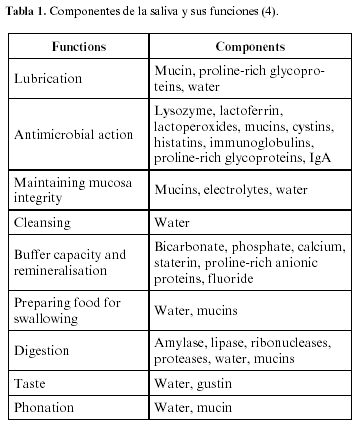 Tabla 1. Componentes de la saliva y sus funciones (4).
Functions Components
Lubrication Mucin, proline-rich glycopro-
teins, water
Antimicrobial action Lysozyme, lactoferrin,
lactoperoxides, mucins, cystins,
histatins, immunoglobulins,
proline-rich glycoproteins, IgA
Maintaining mucosa
integrity Mucins, electrolytes, water
Cleansing Water
Buffer capacity and
remineralisation Bicarbonate, phosphate, calcium,
staterin, proline-rich anionic
proteins, fluoride
Preparing food for
swallowing Water, mucins
Digestion Amylase, lipase, ribonucleases,
proteases, water, mucins
Taste Water, gustin
Phonation Water, mucin